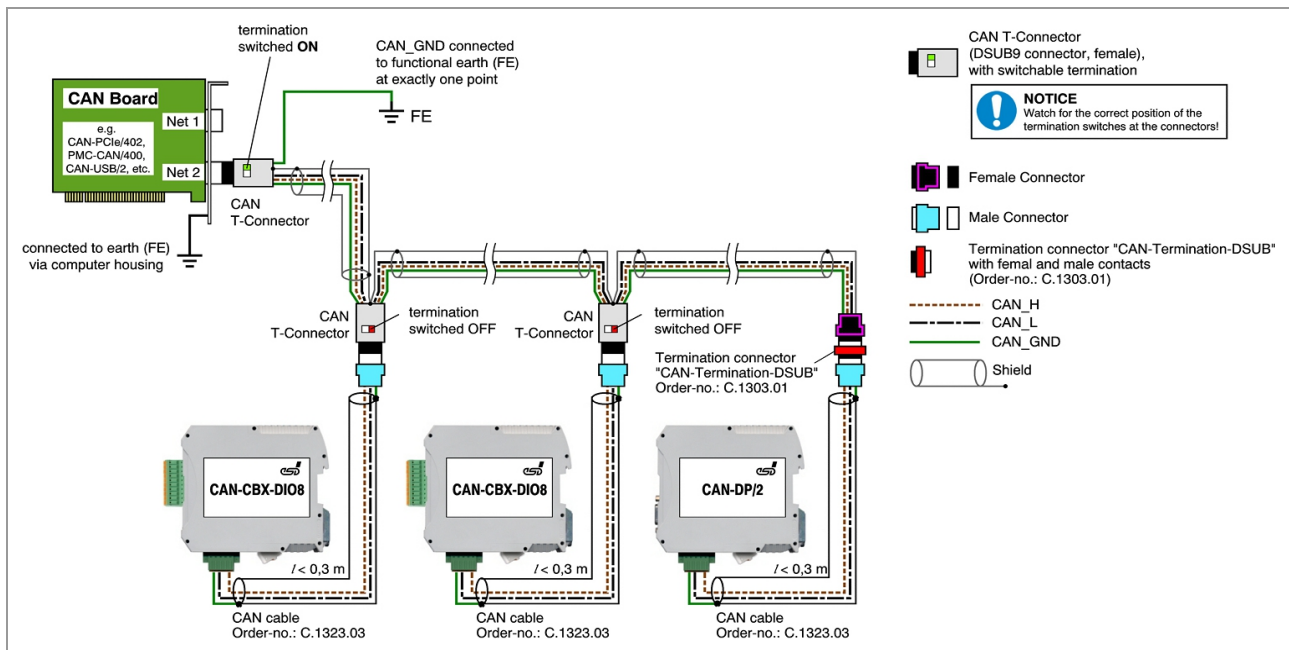 termination
switched ON
CAN_GND connected
to functional earth (FE)
at exactly one point
FE
CAN Board
e.g.
CAN-PCIe/402,
PMC-CAN/400,
CAN-USB/2, etc.
Net 1
Net 2
CAN
T-Connector
connected to earth (FE)
via computer housing
CAN
T-Connector
termination
switched OFF
CAN
T-Connector
termination
switched OFF
Termination connector
"CAN-Termination-DSUB"
Order-no.: C.1303.01
esd
CAN-CBX-DIO8
esd
CAN-CBX-DIO8
esd
CAN-DP/2
l < 0,3 m
l < 0,3 m
l < 0,3 m
CAN cable
Order-no.: C.1323.03
CAN cable
Order-no.: C.1323.03
CAN cable
Order-no.: C.1323.03
CAN T-Connector
(DSUB9 connector, female),
with switchable termination
NOTICE
Watch for the correct position of the
termination switches at the connectors!
Female Connector
Male Connector
Termination connector "CAN-Termination-DSUB"
with femal and male contacts
(Order-no.: C.1303.01)
CAN_H
CAN_L
CAN_GND
Shield